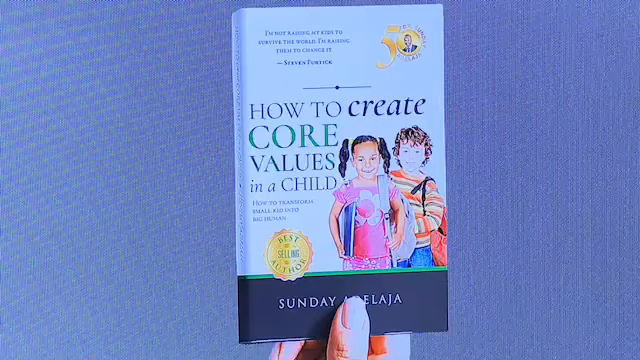 I'M NOT RAISING MY KIDS TO
SURVIVE THE WORLD. I'M RAISING
THEM TO CHANGE IT.
— STEVEN FURTICK
HOW TO create
CORE
VALUES
in a CHILD
HOW TO TRANSFORM
SMALL KID INTO
BIG HUMAN
BEST
SELLING
AUTHOR
SUNDAY ADELAJA